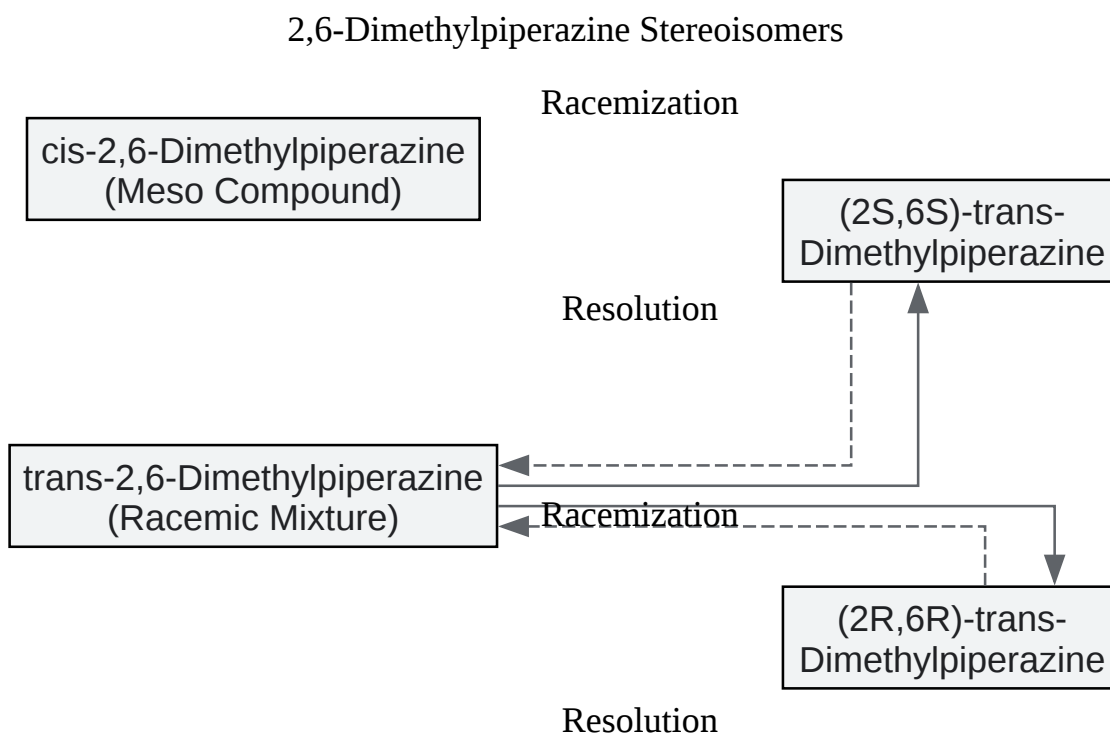 2,6-Dimethylpiperazine Stereoisomers
Racemization
cis-2,6-Dimethylpiperazine
(Meso Compound)
(2S,6S)-trans-
Dimethylpiperazine
Resolution
trans-2,6-Dimethylpiperazine
(Racemic Mixture)
Racemization
(2R,6R)-trans-
Dimethylpiperazine
Resolution